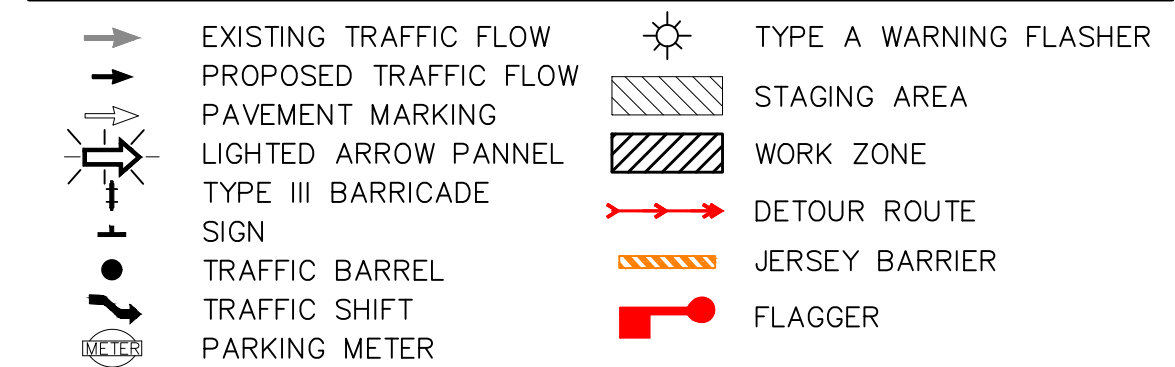 EXISTING TRAFFIC FLOW
PROPOSED TRAFFIC FLOW
PAVEMENT MARKING
LIGHTED ARROW PANNEL
TYPE III BARRICADE
SIGN
TRAFFIC BARREL
TRAFFIC SHIFT
METER PARKING METER
TYPE A WARNING FLASHER
STAGING AREA
WORK ZONE
DETOUR ROUTE
JERSEY BARRIER
FLAGGER